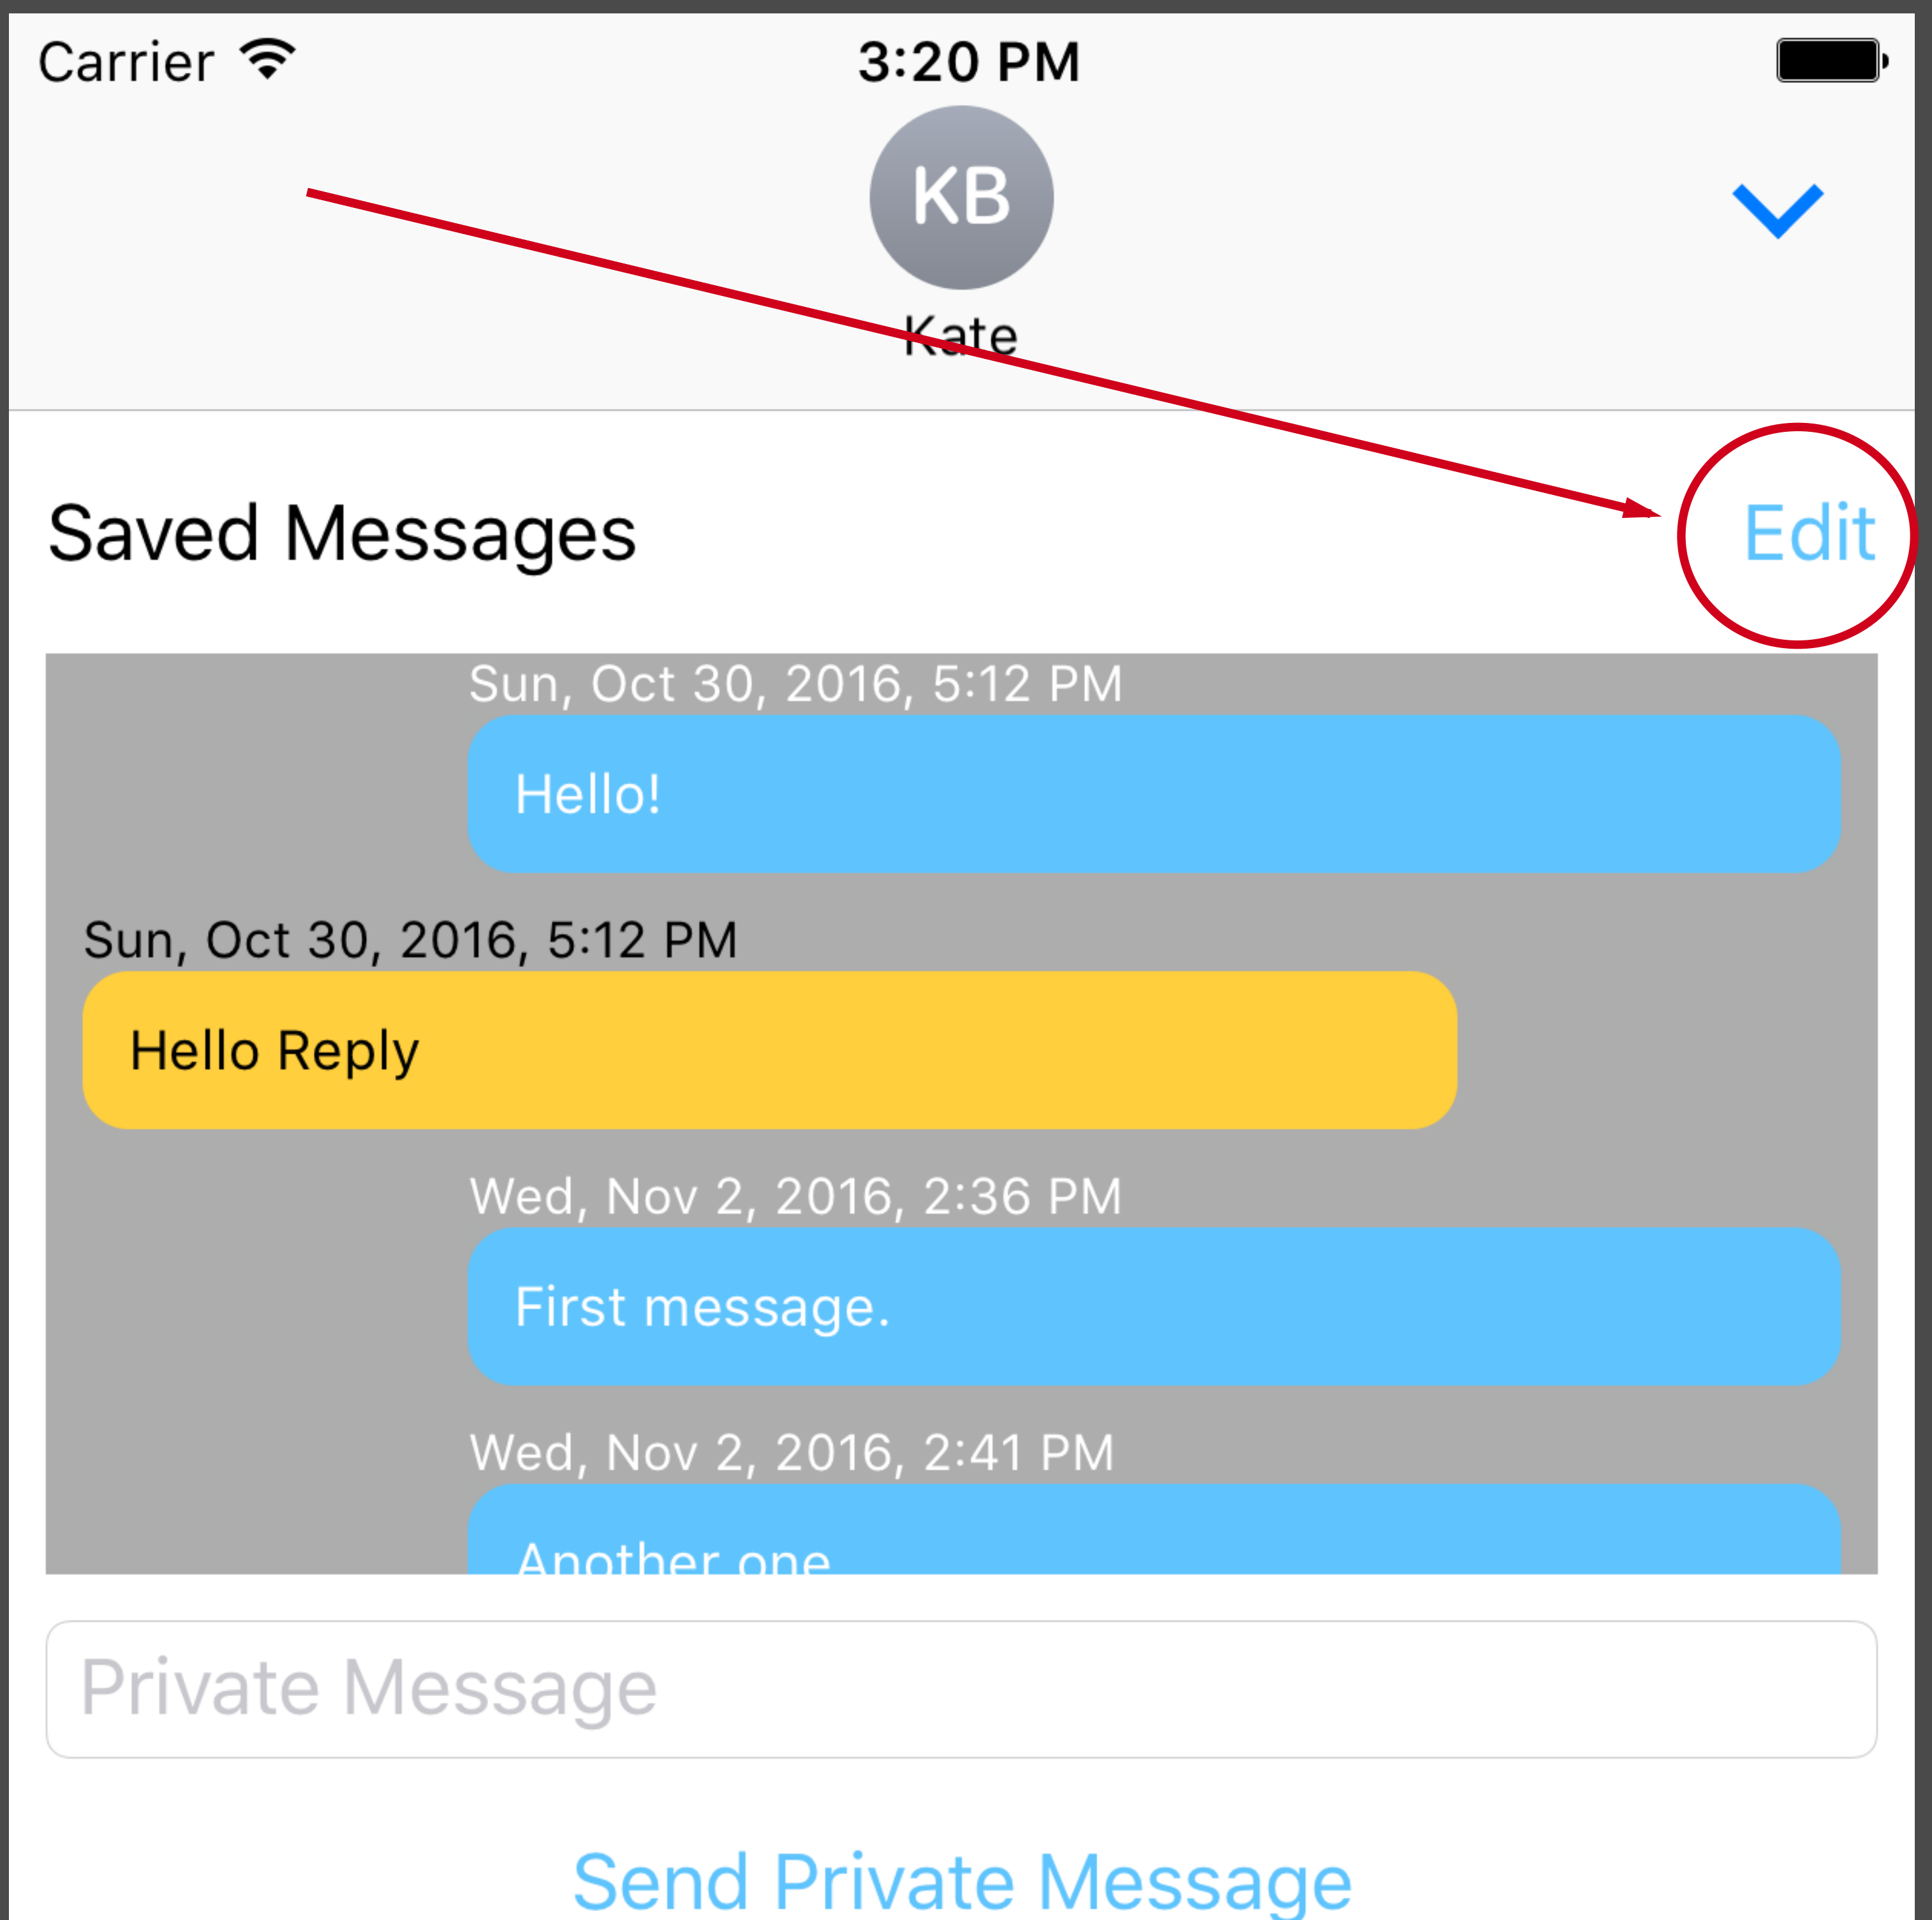 Carrier 3:20 PM
KB
Kate
Saved Messages Edit
Sun, Oct 30, 2016, 5:12 PM
Hello!
Sun, Oct 30, 2016, 5:12 PM
Hello Reply
Wed, Nov 2, 2016, 2:36 PM
First message.
Wed, Nov 2, 2016, 2:41 PM
Another one
Private Message
Send Private Message